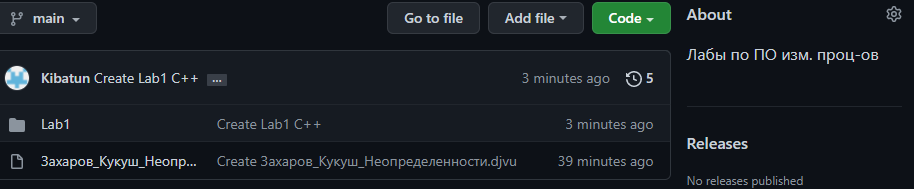 main
Go to file
Add file
Code
About
Kibatun Create Lab1 C++ ...
3 minutes ago
5
Лабы по ПО изм. проц-ов
Lab1
Create Lab1 C++
3 minutes ago
Захаров_Кукуш_Неопр...
Create Захаров_Кукуш_Неопределенности.djvu
39 minutes ago
Releases
No releases published